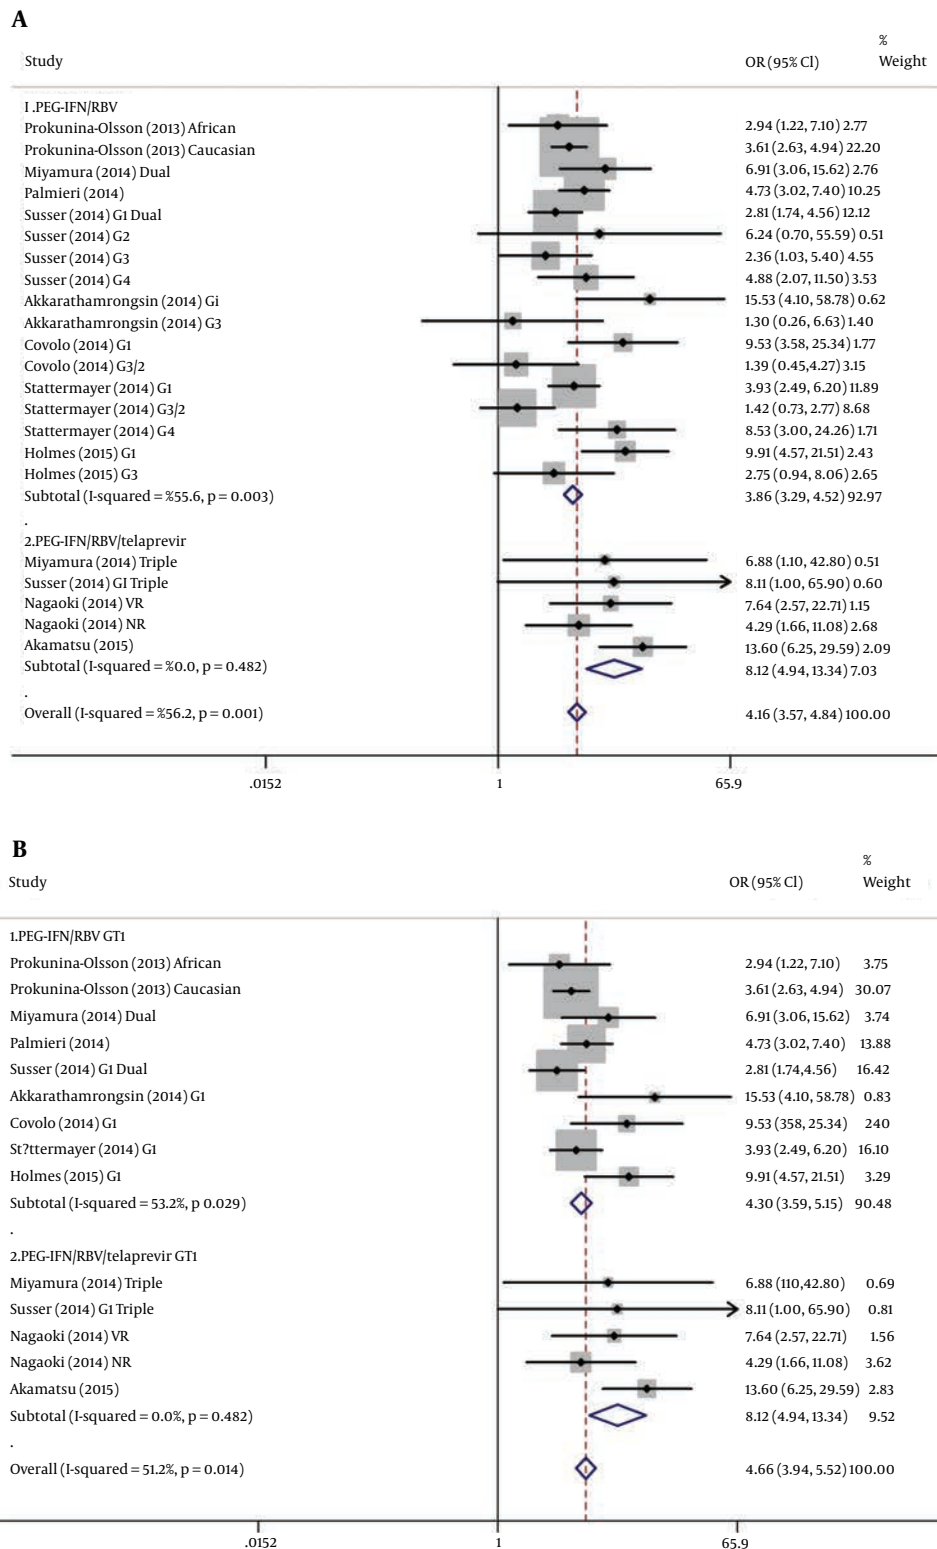 A
%
Study OR (95% Cl) Weight
I .PEG-IFN/RBV
Prokunina-Olsson (2013) African 2.94 (1.22, 7.10) 2.77
Prokunina-Olsson (2013) Caucasian 3.61 (2.63, 4.94) 22.20
Miyamura (2014) Dual 6.91 (3.06, 15.62) 2.76
Palmieri (2014) 4.73 (3.02, 7.40) 10.25
Susser (2014) G1 Dual 2.81 (1.74, 4.56) 12.12
Susser (2014) G2 6.24 (0.70, 55.59) 0.51
Susser (2014) G3 2.36 (1.03, 5.40) 4.55
Susser (2014) G4 4.88 (2.07, 11.50) 3.53
Akkarathamrongsin (2014) Gi 15.53 (4.10, 58.78) 0.62
Akkarathamrongsin (2014) G3 1.30 (0.26, 6.63) 1.40
Covolo (2014) G1 9.53 (3.58, 25.34) 1.77
Covolo (2014) G3/2 1.39 (0.45,4.27) 3.15
Stattermayer (2014) G1 3.93 (2.49, 6.20) 11.89
Stattermayer (2014) G3/2 1.42 (0.73, 2.77) 8.68
Stattermayer (2014) G4 8.53 (3.00, 24.26) 1.71
Holmes (2015) G1 9.91 (4.57, 21.51) 2.43
Holmes (2015) G3 2.75 (0.94, 8.06) 2.65
Subtotal (I-squared = %55.6, p = 0.003) 3.86 (3.29, 4.52) 92.97
.
2.PEG-IFN/RBV/telaprevir
Miyamura (2014) Triple 6.88 (1.10, 42.80) 0.51
Susser (2014) GI Triple 8.11 (1.00, 65.90) 0.60
Nagaoki (2014) VR 7.64 (2.57, 22.71) 1.15
Nagaoki (2014) NR 4.29 (1.66, 11.08) 2.68
Akamatsu (2015) 13.60 (6.25, 29.59) 2.09
Subtotal (I-squared = %0.0, p = 0.482) 8.12 (4.94, 13.34) 7.03
.
Overall (I-squared = %56.2, p = 0.001) 4.16 (3.57, 4.84) 100.00
.0152 1 65.9
B
%
Study OR (95% Cl) Weight
1.PEG-IFN/RBV GT1
Prokunina-Olsson (2013) African 2.94 (1.22, 7.10) 3.75
Prokunina-Olsson (2013) Caucasian 3.61 (2.63, 4.94) 30.07
Miyamura (2014) Dual 6.91 (3.06, 15.62) 3.74
Palmieri (2014) 4.73 (3.02, 7.40) 13.88
Susser (2014) G1 Dual 2.81 (1.74,4.56) 16.42
Akkarathamrongsin (2014) G1 15.53 (4.10, 58.78) 0.83
Covolo (2014) G1 9.53 (358, 25.34) 240
St?ttermayer (2014) G1 3.93 (2.49, 6.20) 16.10
Holmes (2015) G1 9.91 (4.57, 21.51) 3.29
Subtotal (I-squared = 53.2%, p 0.029) 4.30 (3.59, 5.15) 90.48
.
2.PEG-IFN/RBV/telaprevir GT1
Miyamura (2014) Triple 6.88 (110,42.80) 0.69
Susser (2014) G1 Triple 8.11 (1.00, 65.90) 0.81
Nagaoki (2014) VR 7.64 (2.57, 22.71) 1.56
Nagaoki (2014) NR 4.29 (1.66, 11.08) 3.62
Akamatsu (2015) 13.60 (6.25, 29.59) 2.83
Subtotal (I-squared = 0.0%, p = 0.482) 8.12 (4.94, 13.34) 9.52
.
Overall (I-squared = 51.2%, p = 0.014) 4.66 (3.94, 5.52) 100.00
.0152 1 65.9